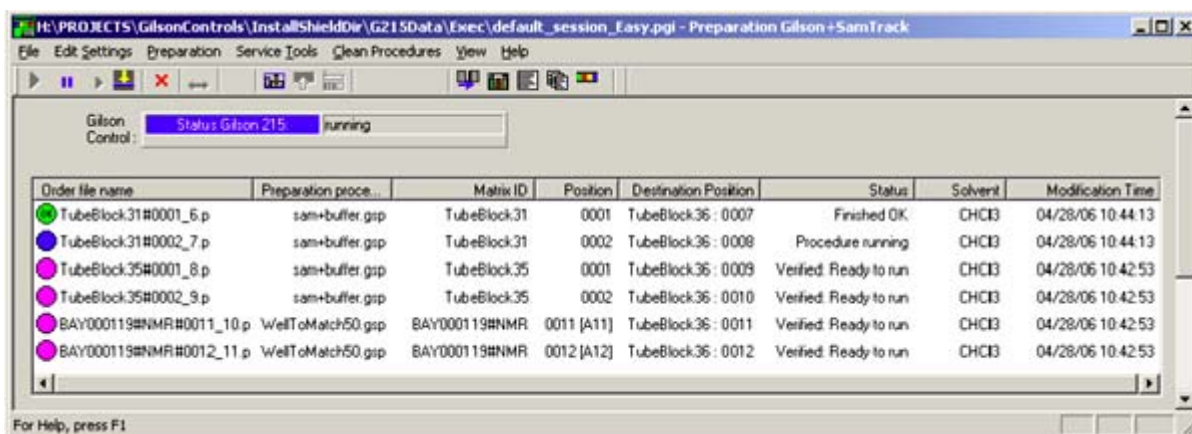 H:\PROJECTS\GilsonControls\InstallShieldDir\G215Data\Exec\default_session_Easy.pgi - Preparation Gilson+SamTrack
File Edit Settings Preparation Service Tools Clean Procedures View Help
Gilson Control : Status Gilson 215: running
Order file name Preparation proce... Matrix ID Position Destination Position Status Solvent Modification Time
OK TubeBlock31#0001_6.p sam+buffer.gsp TubeBlock31 0001 TubeBlock36 : 0007 Finished OK CHCl3 04/28/06 10:44:13
TubeBlock31#0002_7.p sam+buffer.gsp TubeBlock31 0002 TubeBlock36 : 0008 Procedure running CHCl3 04/28/06 10:44:13
TubeBlock35#0001_8.p sam+buffer.gsp TubeBlock35 0001 TubeBlock36 : 0009 Verified: Ready to run CHCl3 04/28/06 10:42:53
TubeBlock35#0002_9.p sam+buffer.gsp TubeBlock35 0002 TubeBlock36 : 0010 Verified: Ready to run CHCl3 04/28/06 10:42:53
BAY000119#NMR#0011_10.p WellToMatch50.gsp BAY000119#NMR 0011 [A11] TubeBlock36 : 0011 Verified: Ready to run CHCl3 04/28/06 10:42:53
BAY000119#NMR#0012_11.p WellToMatch50.gsp BAY000119#NMR 0012 [A12] TubeBlock36 : 0012 Verified: Ready to run CHCl3 04/28/06 10:42:53
For Help, press F1